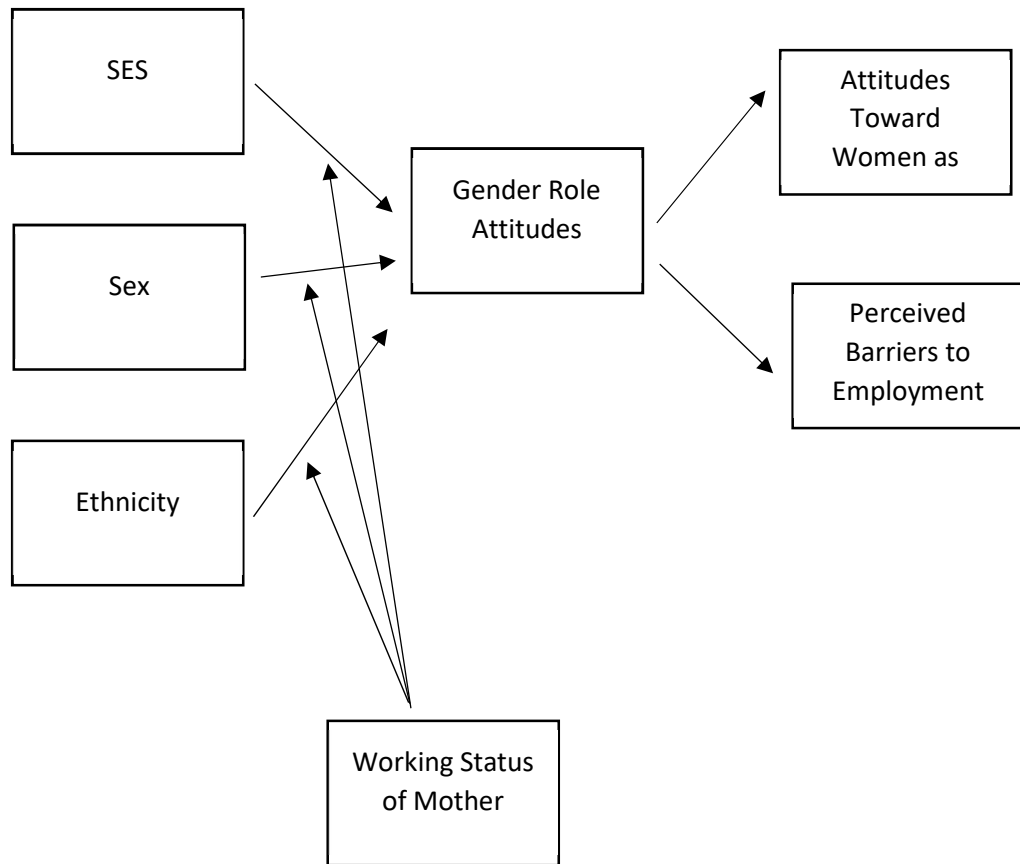 SES
Sex
Ethnicity
Gender Role
Attitudes
Attitudes
Toward
Women as
Perceived
Barriers to
Employment
Working Status
of Mother